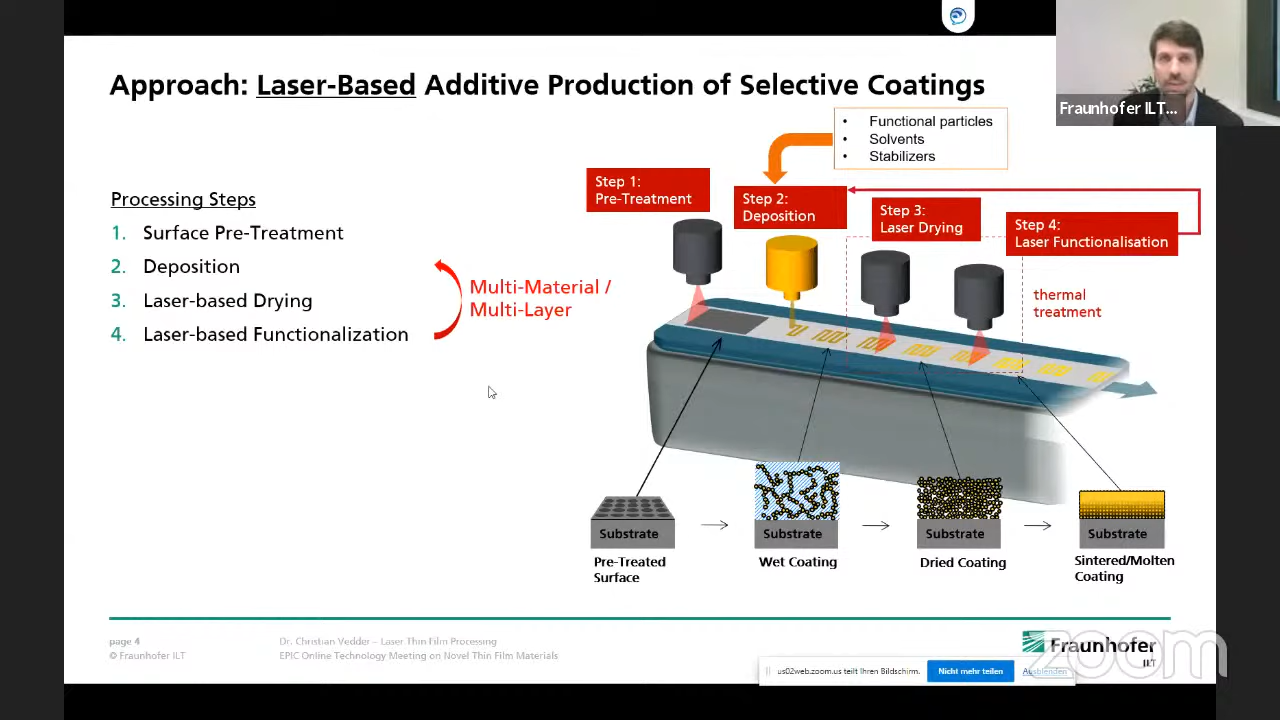 Approach: Laser-Based Additive Production of Selective Coatings
Fraunhofer ILT...
• Functional particles
• Solvents
• Stabilizers
Processing Steps
1. Surface Pre-Treatment
2. Deposition
3. Laser-based Drying
4. Laser-based Functionalization
Multi-Material /
Multi-Layer
Step 1:
Pre-Treatment
Step 2:
Deposition
Step 3:
Laser Drying
Step 4:
Laser Functionalisation
thermal
treatment
Substrate
Substrate
Substrate
Substrate
Pre-Treated
Surface
Wet Coating
Dried Coating
Sintered/Molten
Coating
page 4
© Fraunhofer ILT
Dr. Christian Vedder – Laser Thin Film Processing
EPIC Online Technology Meeting on Novel Thin Film Materials
Fraunhofer
ILT
zoom
us02web.zoom.us teilt Ihren Bildschirm.
Nicht mehr teilen
Ausblenden